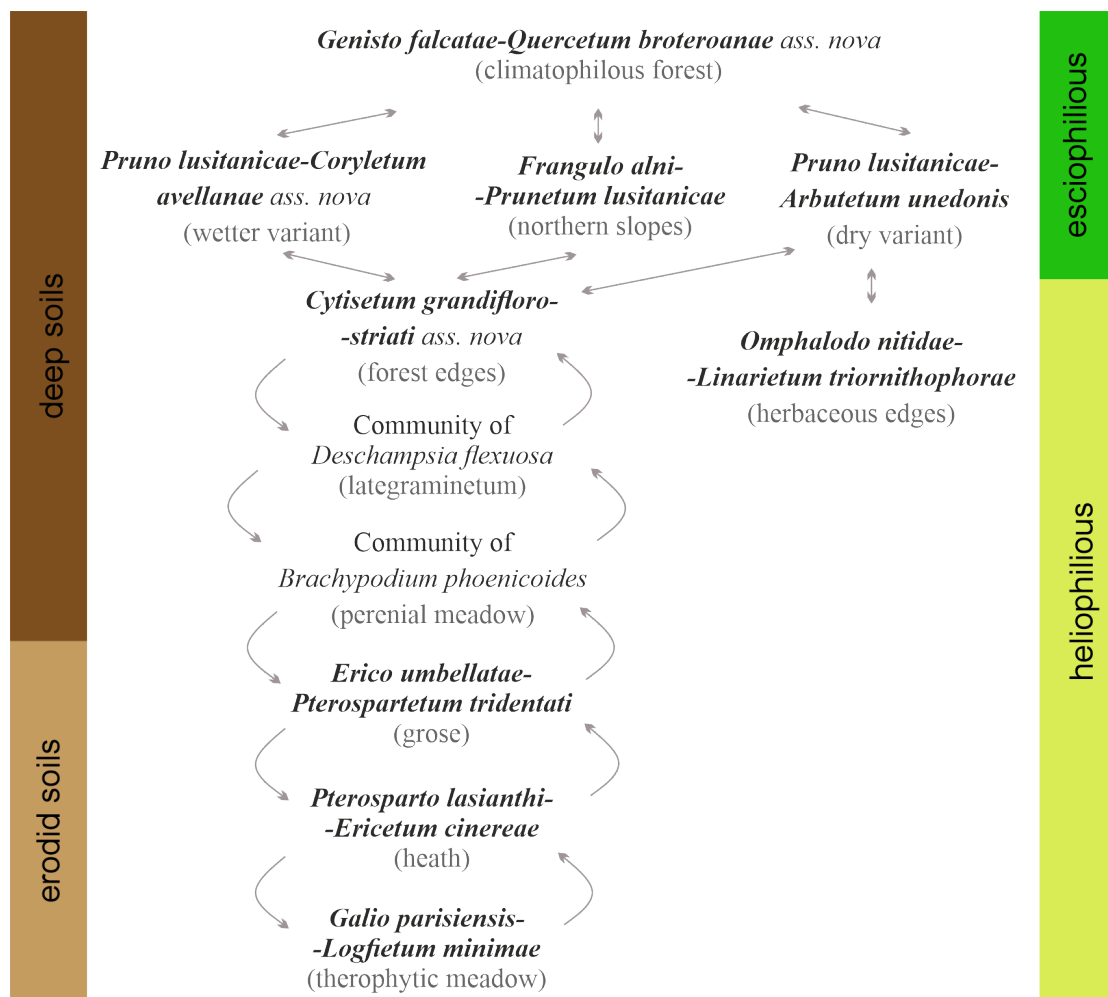 Genisto falcatae-Quercetum broteroanae ass. nova
(climatophilous forest)
Pruno lusitanicae-Coryletum
avellanae ass. nova
(wetter variant)
Frangulo alni-
-Prunetum lusitanicae
(northern slopes)
Pruno lusitanicae-
Arbutetum unedonis
(dry variant)
Cytisetum grandifloro-
-striati ass. nova
(forest edges)
Omphalodo nitidae-
-Linarietum triornithophorae
(herbaceous edges)
Community of
Deschampsia flexuosa
(lategraminetum)
Community of
Brachypodium phoenicoides
(perenial meadow)
Erico umbellatae-
Pterospartetum tridentati
(grose)
Pterosparto lasianthi-
-Ericetum cinereae
(heath)
Galio parisiensis-
-Logfietum minimae
(therophytic meadow)
deep soils
erodid soils
esciophilious
heliophilious